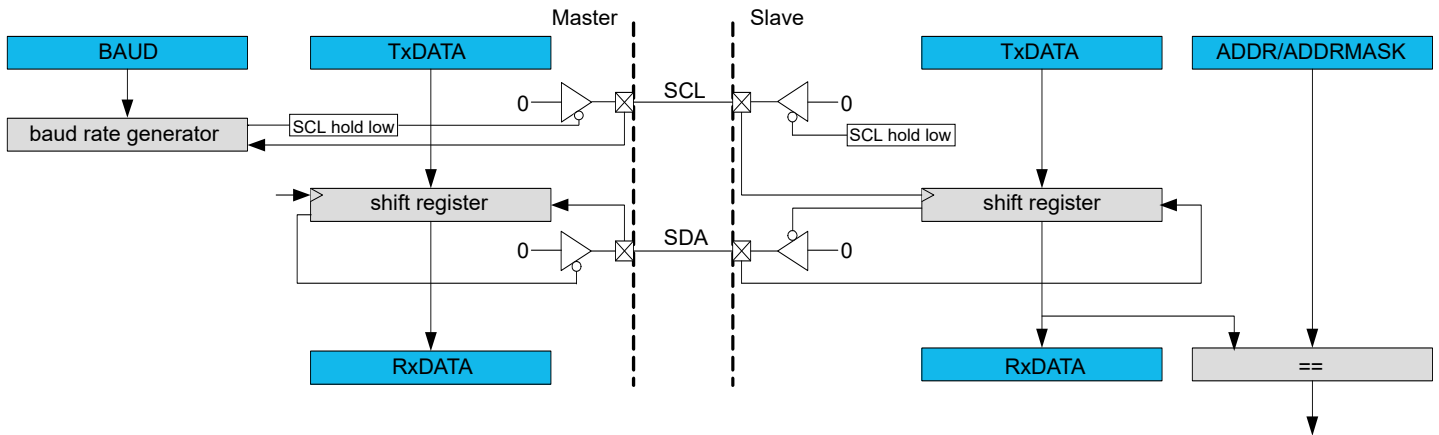 Master Slave
BAUD TxDATA TxDATA ADDR/ADDRMASK
SCL
0 0
baud rate generator SCL hold low SCL hold low
shift register shift register
SDA
0 0
RxDATA RxDATA ==